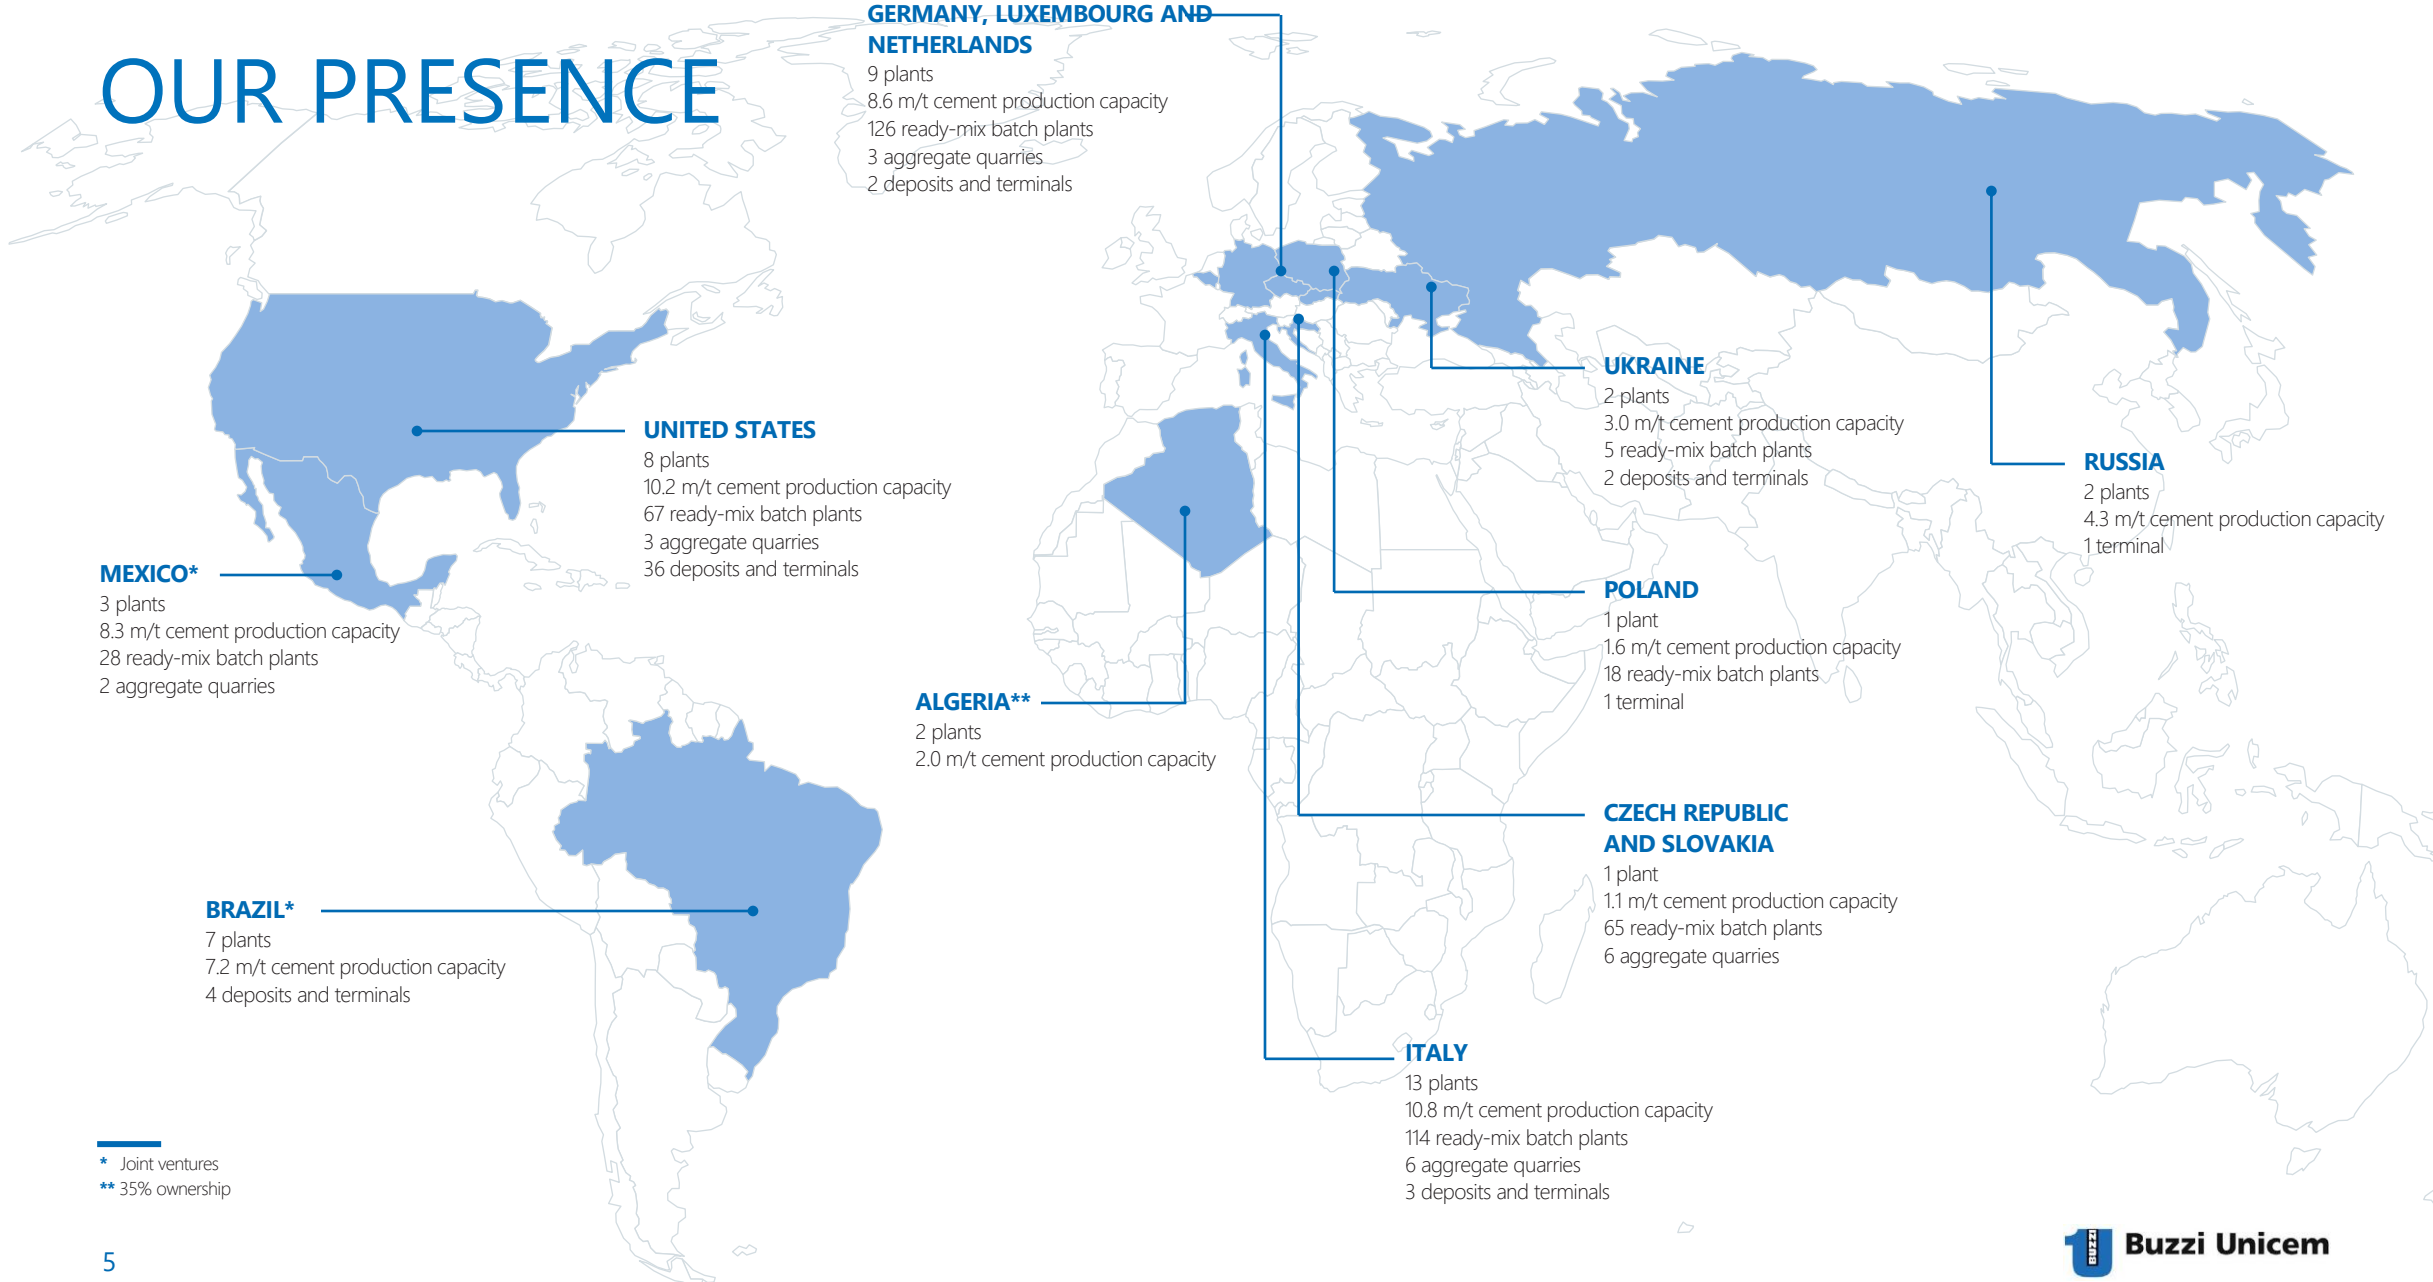 OUR PRESENCE
GERMANY, LUXEMBOURG AND
NETHERLANDS
9 plants
8.6 m/t cement production capacity
126 ready-mix batch plants
3 aggregate quarries
2 deposits and terminals
UNITED STATES
8 plants
10.2 m/t cement production capacity
67 ready-mix batch plants
3 aggregate quarries
36 deposits and terminals
MEXICO*
3 plants
8.3 m/t cement production capacity
28 ready-mix batch plants
2 aggregate quarries
BRAZIL*
7 plants
7.2 m/t cement production capacity
4 deposits and terminals
ALGERIA**
2 plants
2.0 m/t cement production capacity
UKRAINE
2 plants
3.0 m/t cement production capacity
5 ready-mix batch plants
2 deposits and terminals
RUSSIA
2 plants
4.3 m/t cement production capacity
1 terminal
POLAND
1 plant
1.6 m/t cement production capacity
18 ready-mix batch plants
1 terminal
CZECH REPUBLIC
AND SLOVAKIA
1 plant
1.1 m/t cement production capacity
65 ready-mix batch plants
6 aggregate quarries
ITALY
13 plants
10.8 m/t cement production capacity
114 ready-mix batch plants
6 aggregate quarries
3 deposits and terminals
* Joint ventures
** 35% ownership
5
BUZZI
Buzzi Unicem